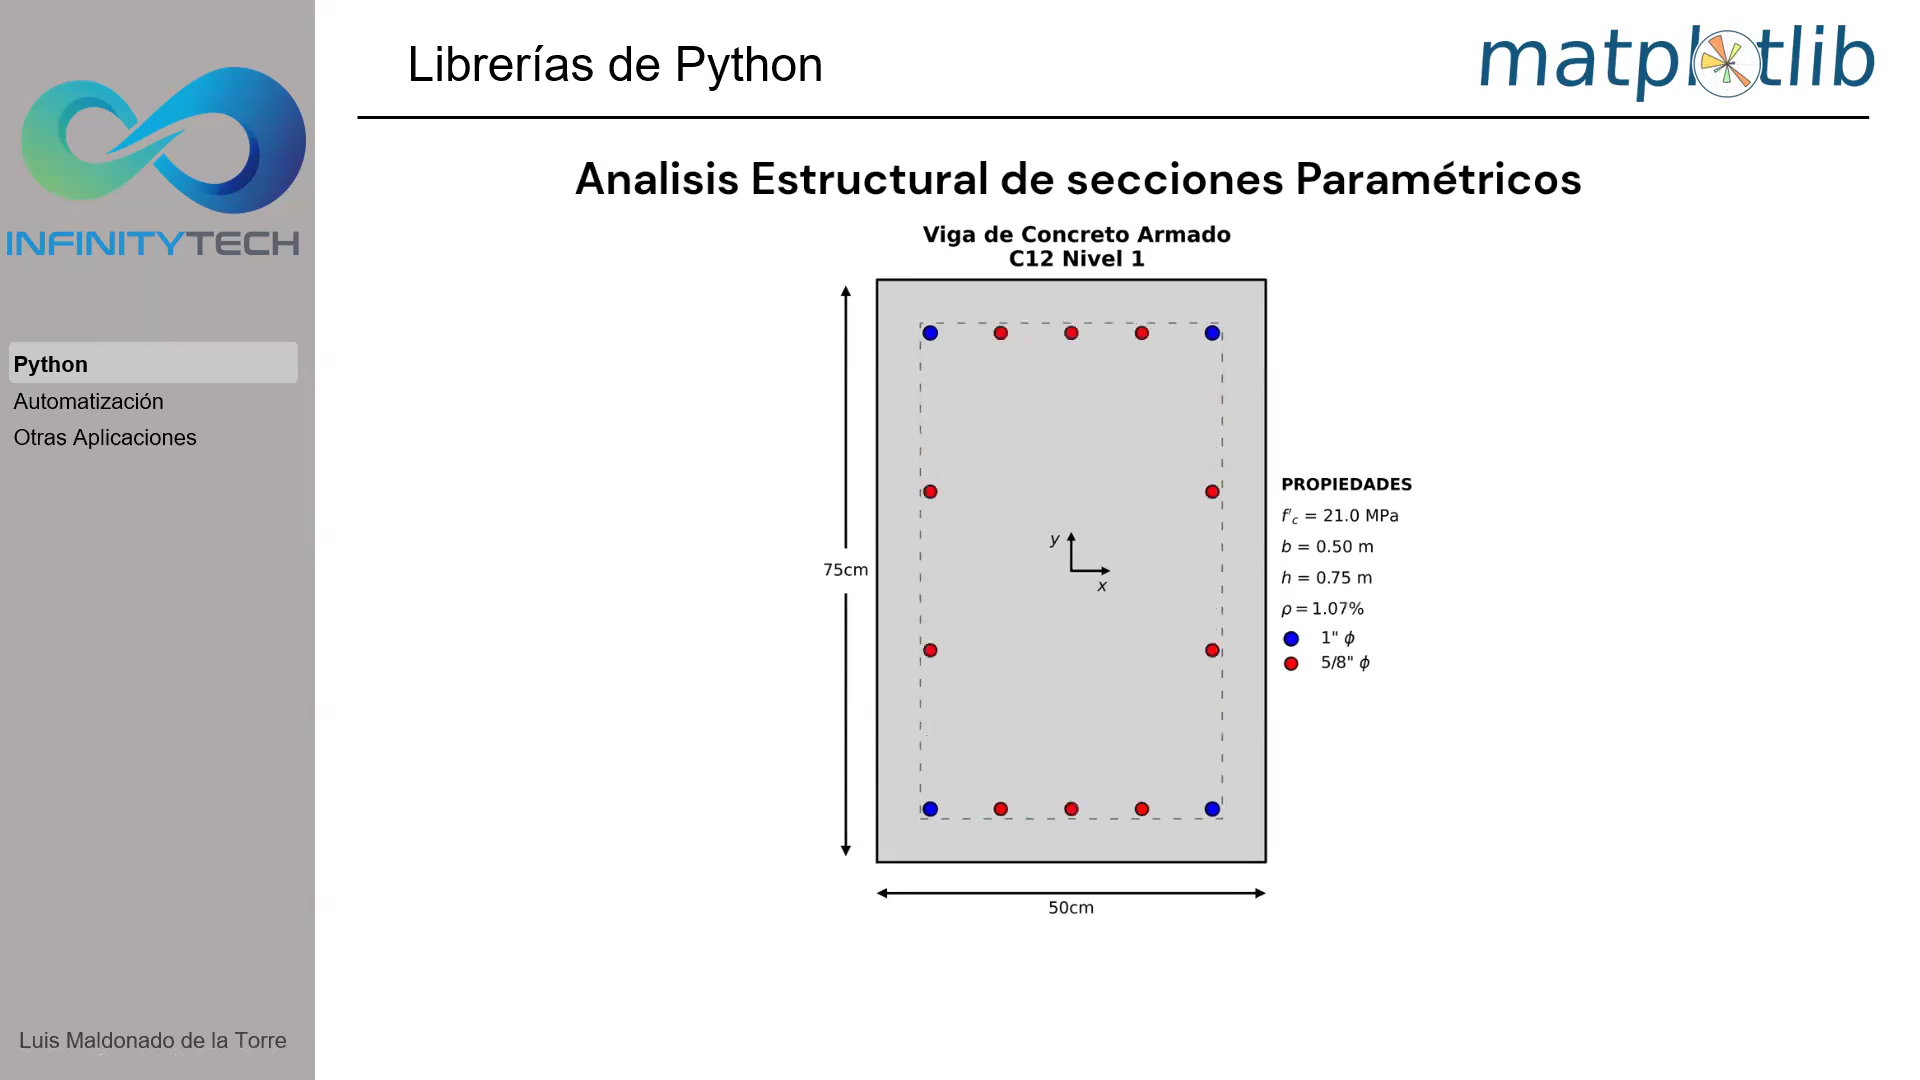 INFINITYTECH
Python
Automatización
Otras Aplicaciones
Luis Maldonado de la Torre
Librerías de Python
matplotlib
Analisis Estructural de secciones Paramétricos
Viga de Concreto Armado
C12 Nivel 1
75cm
y
x
50cm
PROPIEDADES
f'c = 21.0 MPa
b = 0.50 m
h = 0.75 m
ρ = 1.07%
1" ϕ
5/8" ϕ